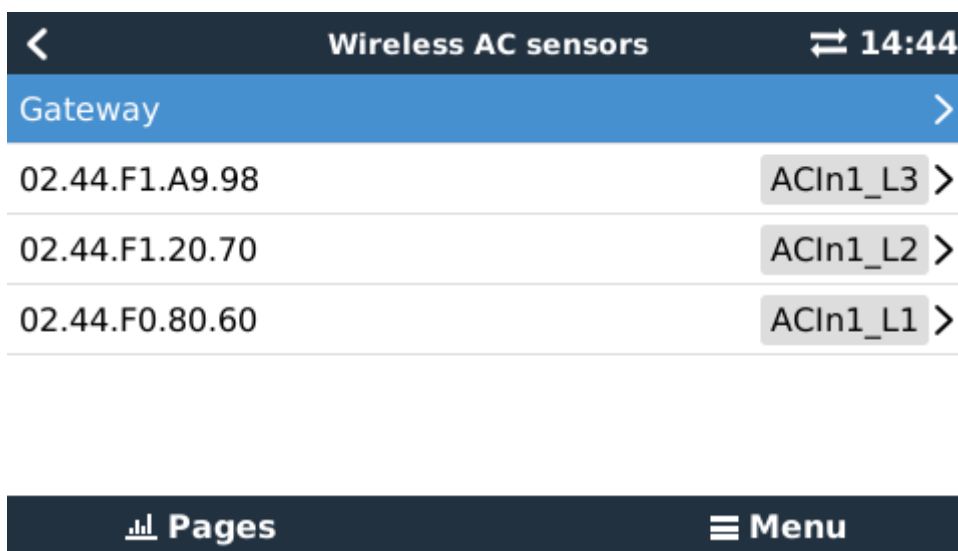 Wireless AC sensors 14:44
Gateway
02.44.F1.A9.98 ACIn1_L3
02.44.F1.20.70 ACIn1_L2
02.44.F0.80.60 ACIn1_L1
Pages Menu